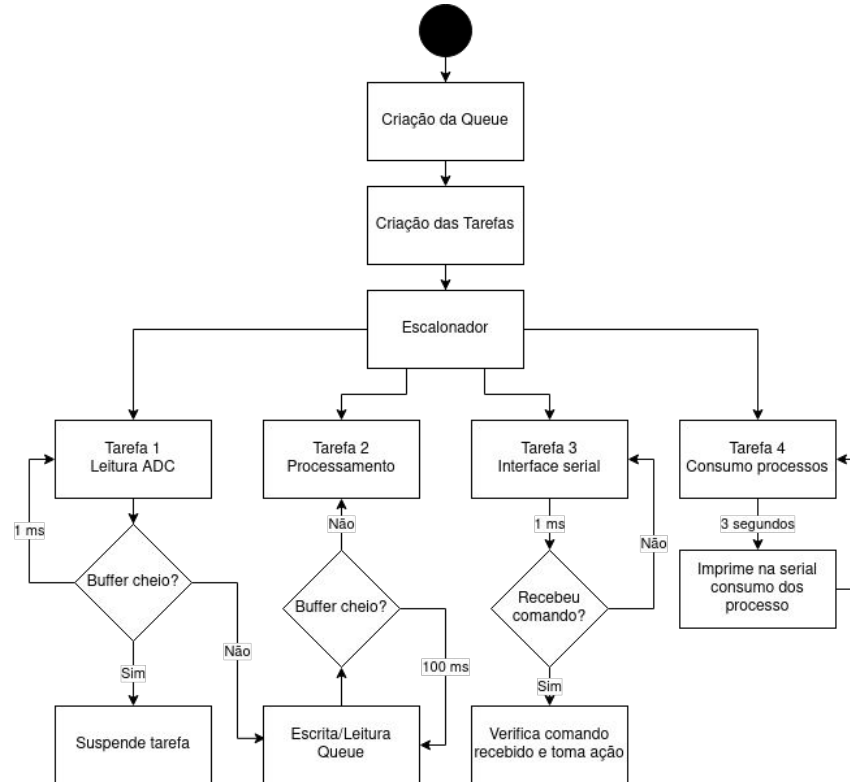 Criação da Queue
Criação das Tarefas
Escalonador
Tarefa 1
Leitura ADC
Tarefa 2
Processamento
Tarefa 3
Interface serial
Tarefa 4
Consumo processos
1 ms
Não
1 ms
3 segundos
Não
Buffer cheio?
Buffer cheio?
Recebeu
comando?
Imprime na serial
consumo dos
processo
Sim
Não
100 ms
Sim
Suspende tarefa
Escrita/Leitura
Queue
Verifica comando
recebido e toma ação